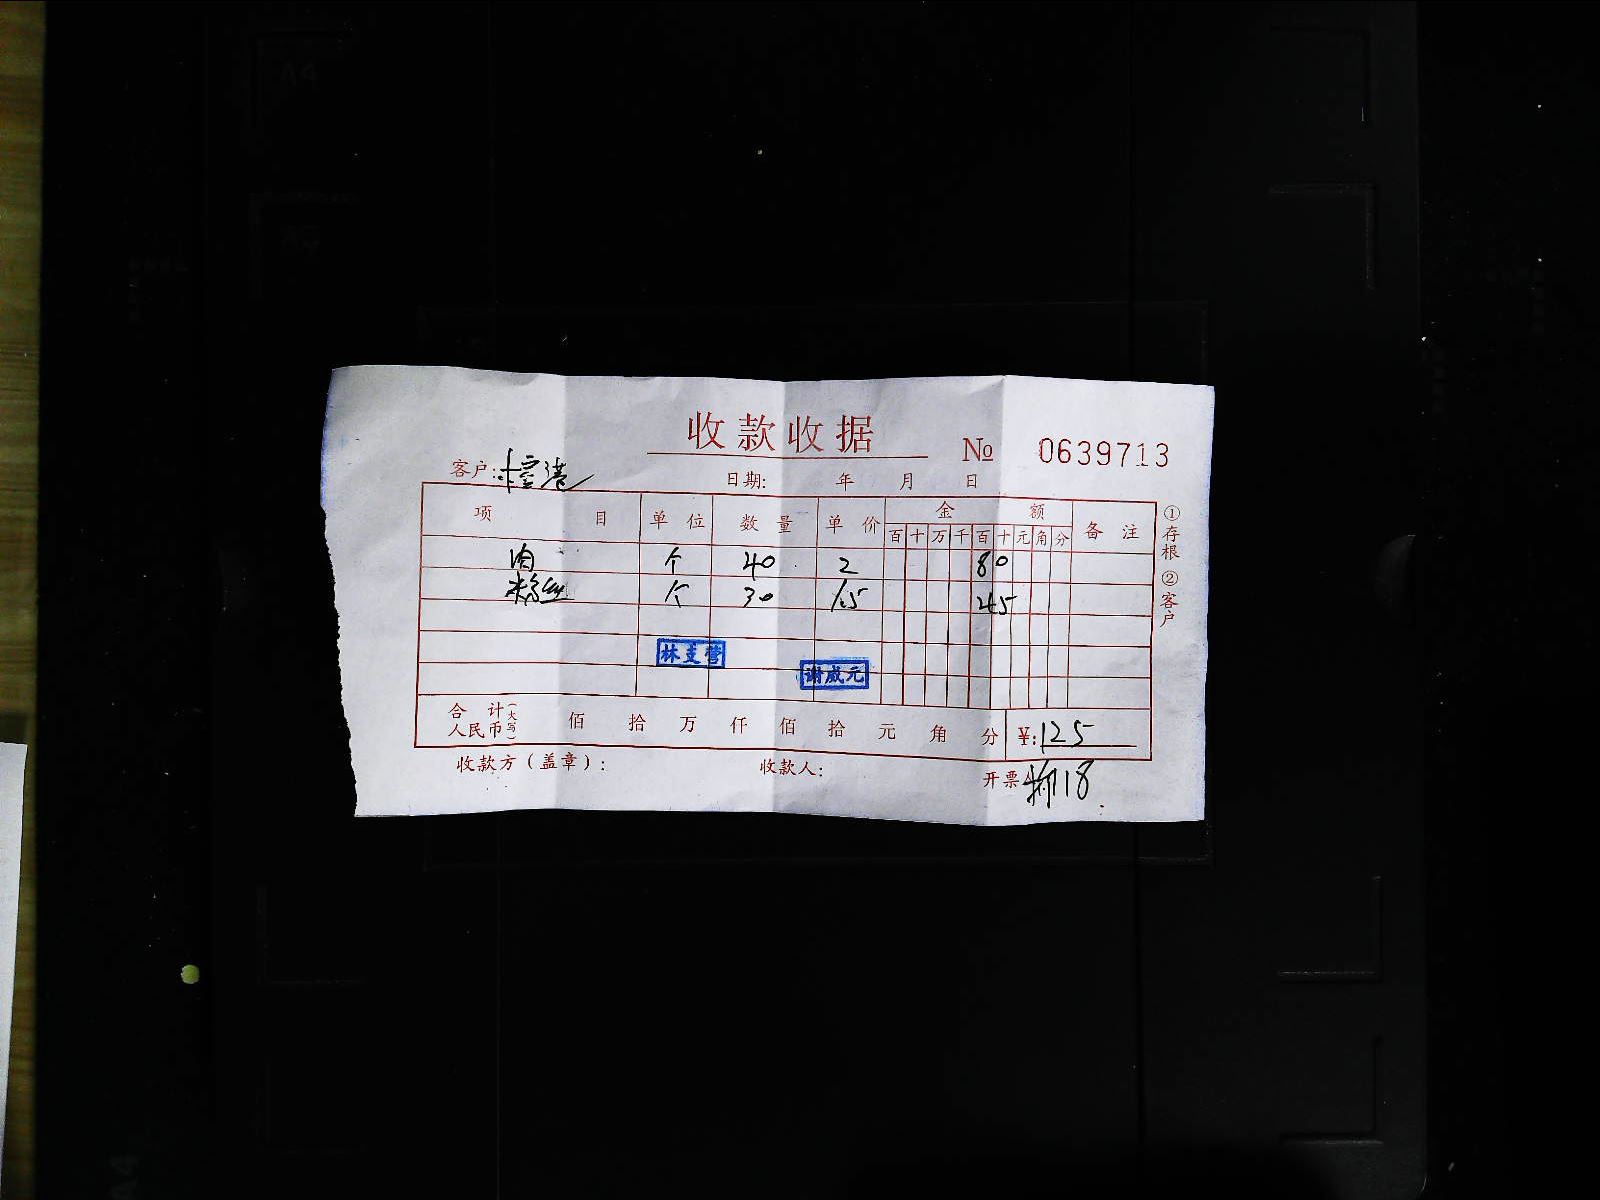 收款收据
№ 0639713
客户:
日期: 年 月 日
项 目 单位 数量 单价 金额 备注
百 十 万 千 百 十 元 角 分
肉 个 40 2 80
粉丝 个 30 1.5 45
林支营
谢威元
合计人民币(大写) 佰 拾 万 仟 佰 拾 元 角 分 ¥:125
收款方(盖章): 收款人: 开票人
118
①存根 ②客户
A4